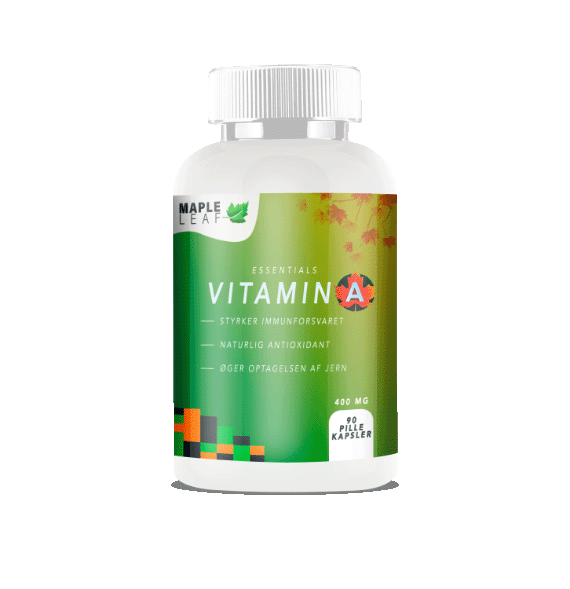 MAPLE
LEAF
ESSENTIALS
VITAMIN A
STYRKER IMMUNFORSVARET
NATURLIG ANTIOXIDANT
ØGER OPTAGELSEN AF JERN
400 MG
90
PILLE
KAPSLER